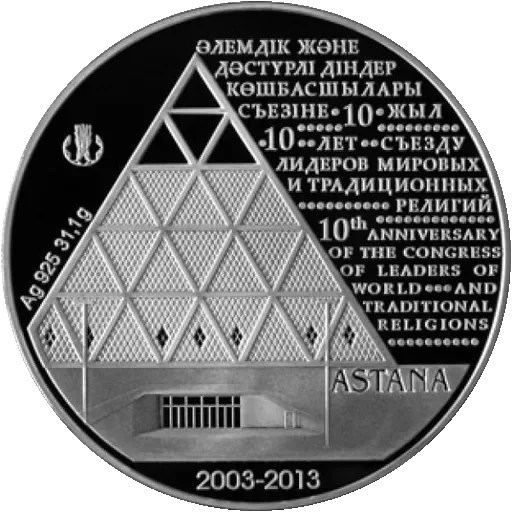 ӘЛЕМДІК ЖӘНЕ
ДӘСТҮРЛІ ДІНДЕР
КӨШБАСШЫЛАРЫ
СЪЕЗІНЕ • 10 • ЖЫЛ
• 10 ЛЕТ СЪЕЗДУ
ЛИДЕРОВ МИРОВЫХ
И ТРАДИЦИОННЫХ
РЕЛИГИЙ
10th ANNIVERSARY
OF THE CONGRESS
OF LEADERS OF
WORLD AND
TRADITIONAL
RELIGIONS
Ag 925 31,1g
ASTANA
2003-2013